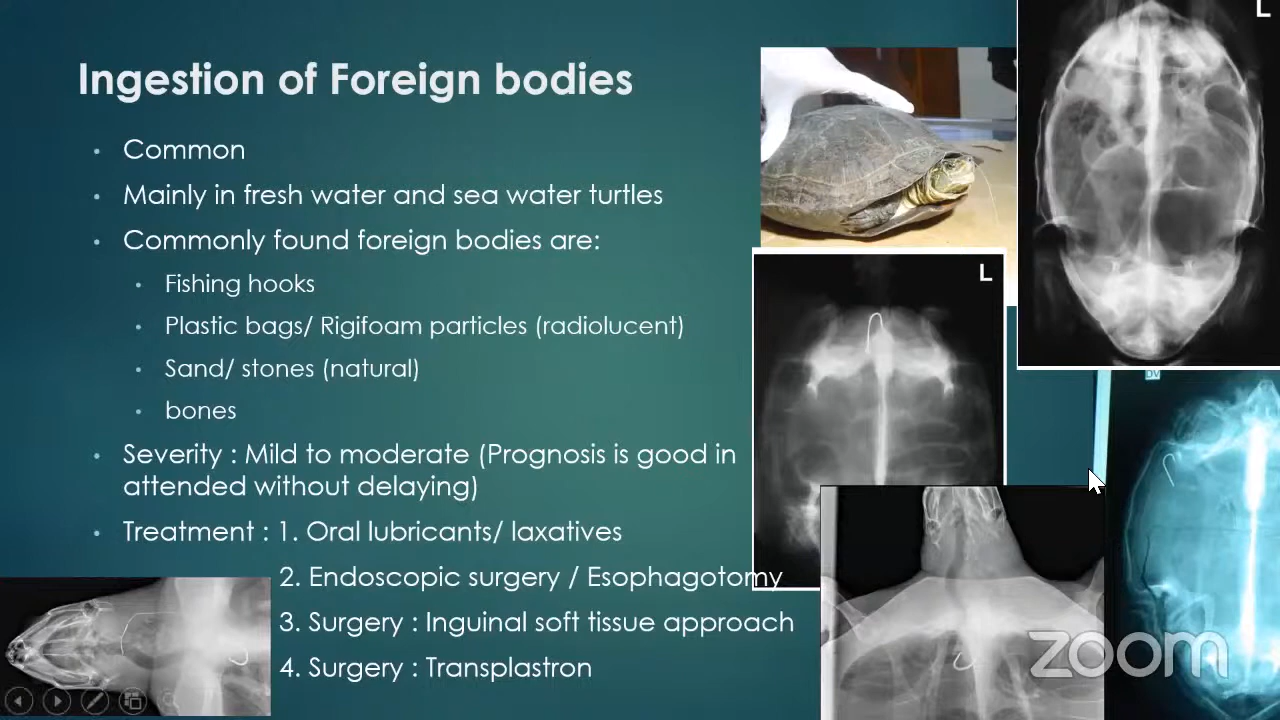 Ingestion of Foreign bodies
Common
Mainly in fresh water and sea water turtles
Commonly found foreign bodies are:
Fishing hooks
Plastic bags/ Rigifoam particles (radiolucent)
Sand/ stones (natural)
bones
Severity : Mild to moderate (Prognosis is good in
attended without delaying)
Treatment : 1. Oral lubricants/ laxatives
2. Endoscopic surgery / Esophagotomy
3. Surgery : Inguinal soft tissue approach
4. Surgery : Transplastron
L
L
DV
zoom